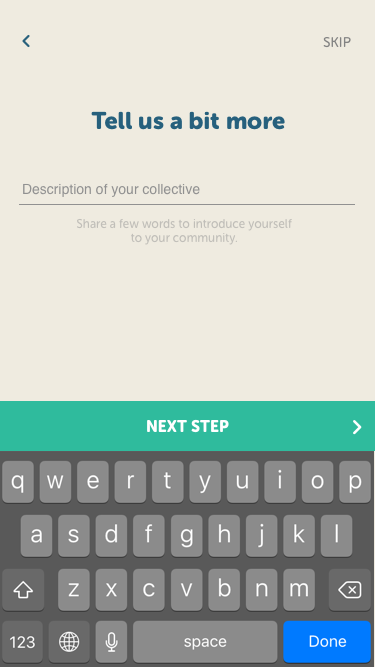 SKIP
Tell us a bit more
Description of your collective
Share a few words to introduce yourself
to your community.
NEXT STEP
q w e r t y u i o p
a s d f g h j k l
z x c v b n m
123 space Done